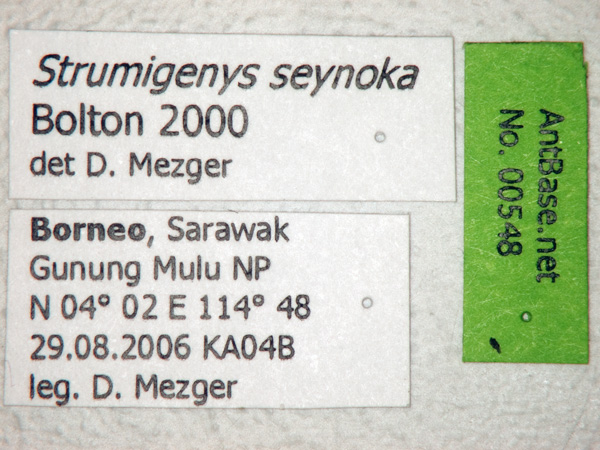 Strumigenys seynoka
Bolton 2000
det D. Mezger
Borneo, Sarawak
Gunung Mulu NP
N 04° 02 E 114° 48
29.08.2006 KA04B
leg. D. Mezger
AntBase.net
No. 00548